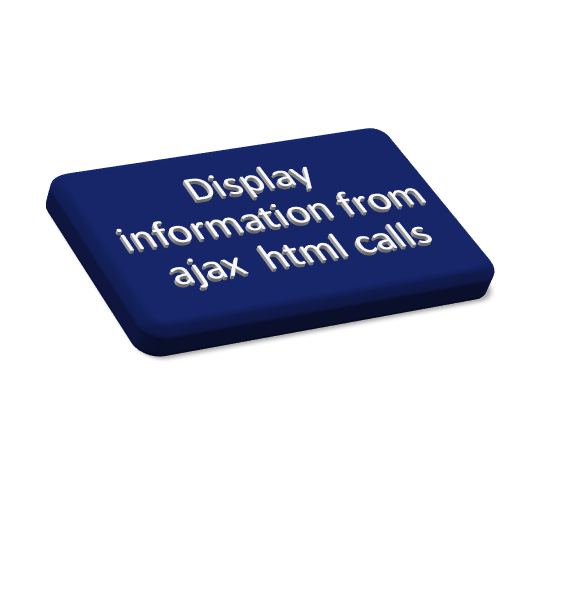 Display
information from
ajax  html calls